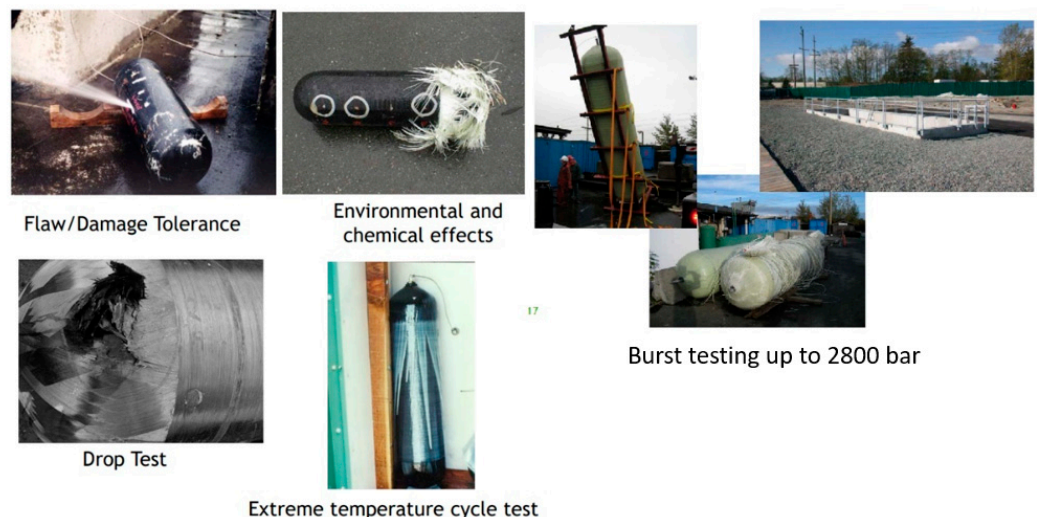 Flaw/Damage Tolerance
Environmental and
chemical effects
17
Burst testing up to 2800 bar
Drop Test
Extreme temperature cycle test